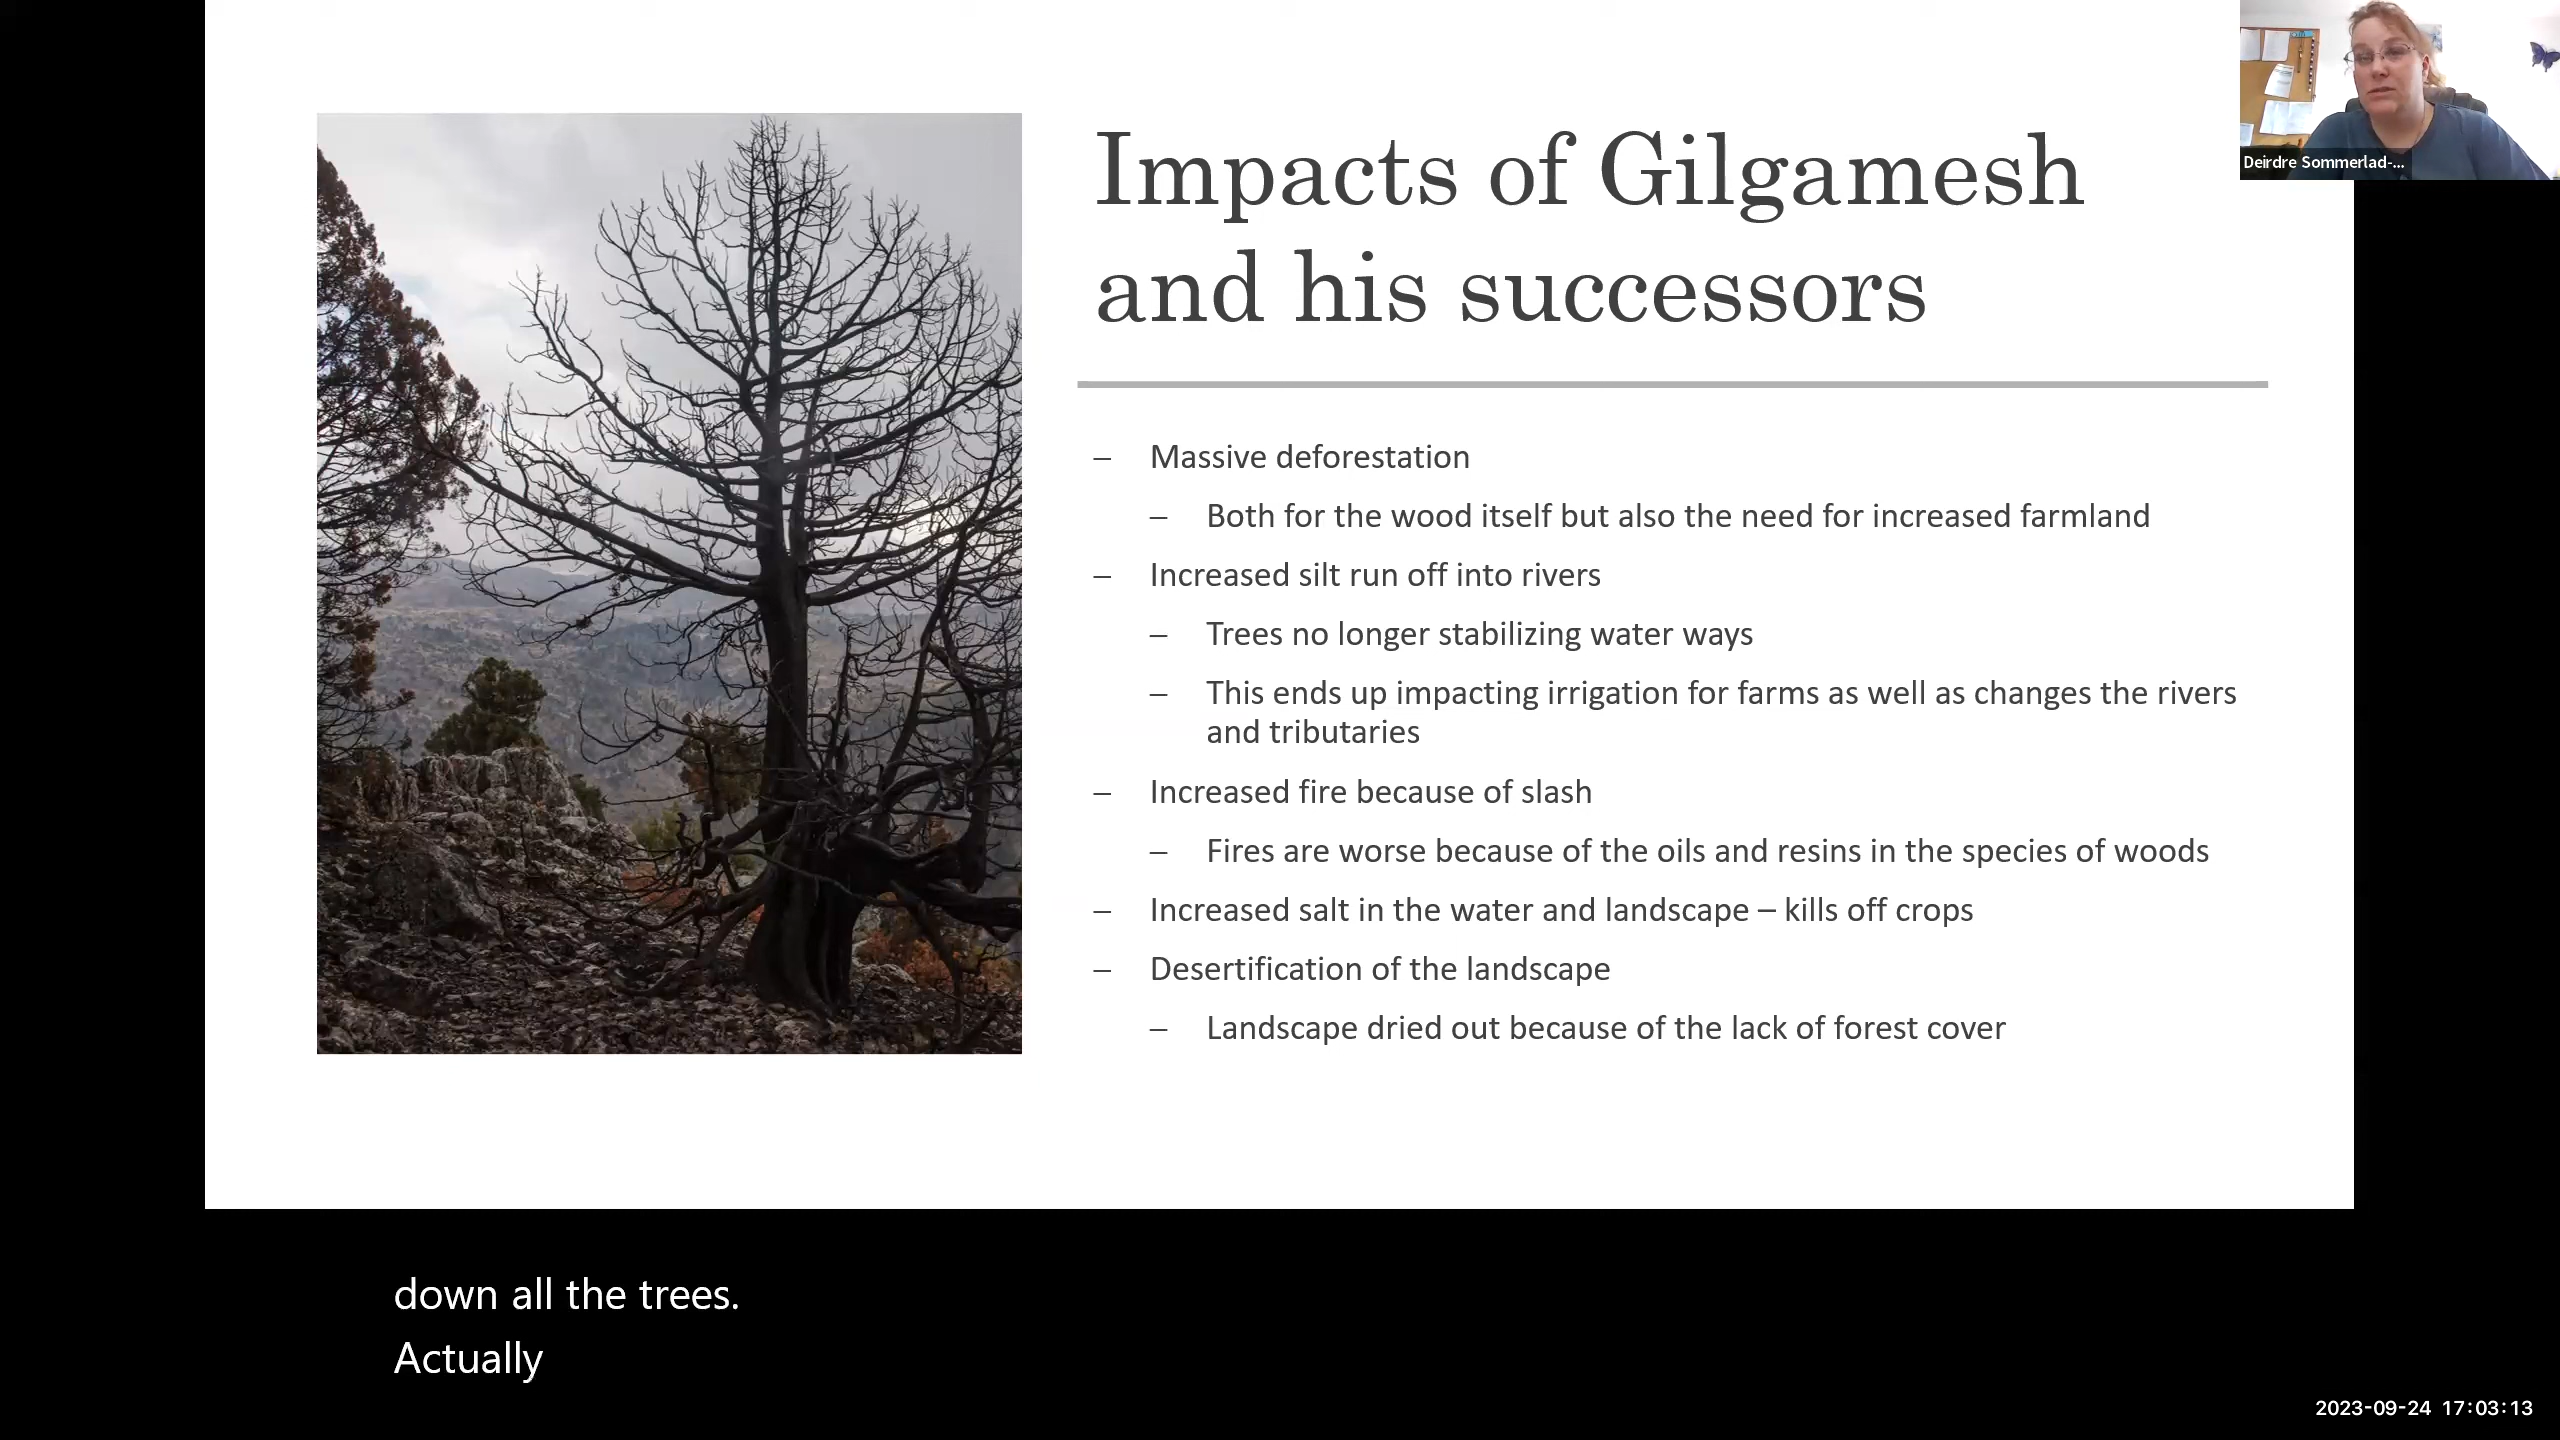 Impacts of Gilgamesh
and his successors
– Massive deforestation
– Both for the wood itself but also the need for increased farmland
– Increased silt run off into rivers
– Trees no longer stabilizing water ways
– This ends up impacting irrigation for farms as well as changes the rivers
and tributaries
– Increased fire because of slash
– Fires are worse because of the oils and resins in the species of woods
– Increased salt in the water and landscape – kills off crops
– Desertification of the landscape
– Landscape dried out because of the lack of forest cover
Deirdre Sommerlad-...
down all the trees.
Actually
2023-09-24 17:03:13